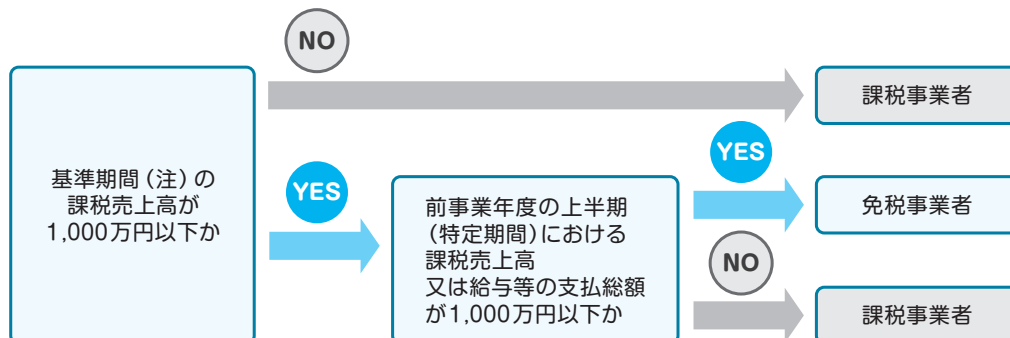 NO
課税事業者
基準期間（注）の
課税売上高が
1,000万円以下か
YES
前事業年度の上半期
（特定期間）における
課税売上高
又は給与等の支払総額
が1,000万円以下か
YES
免税事業者
NO
課税事業者